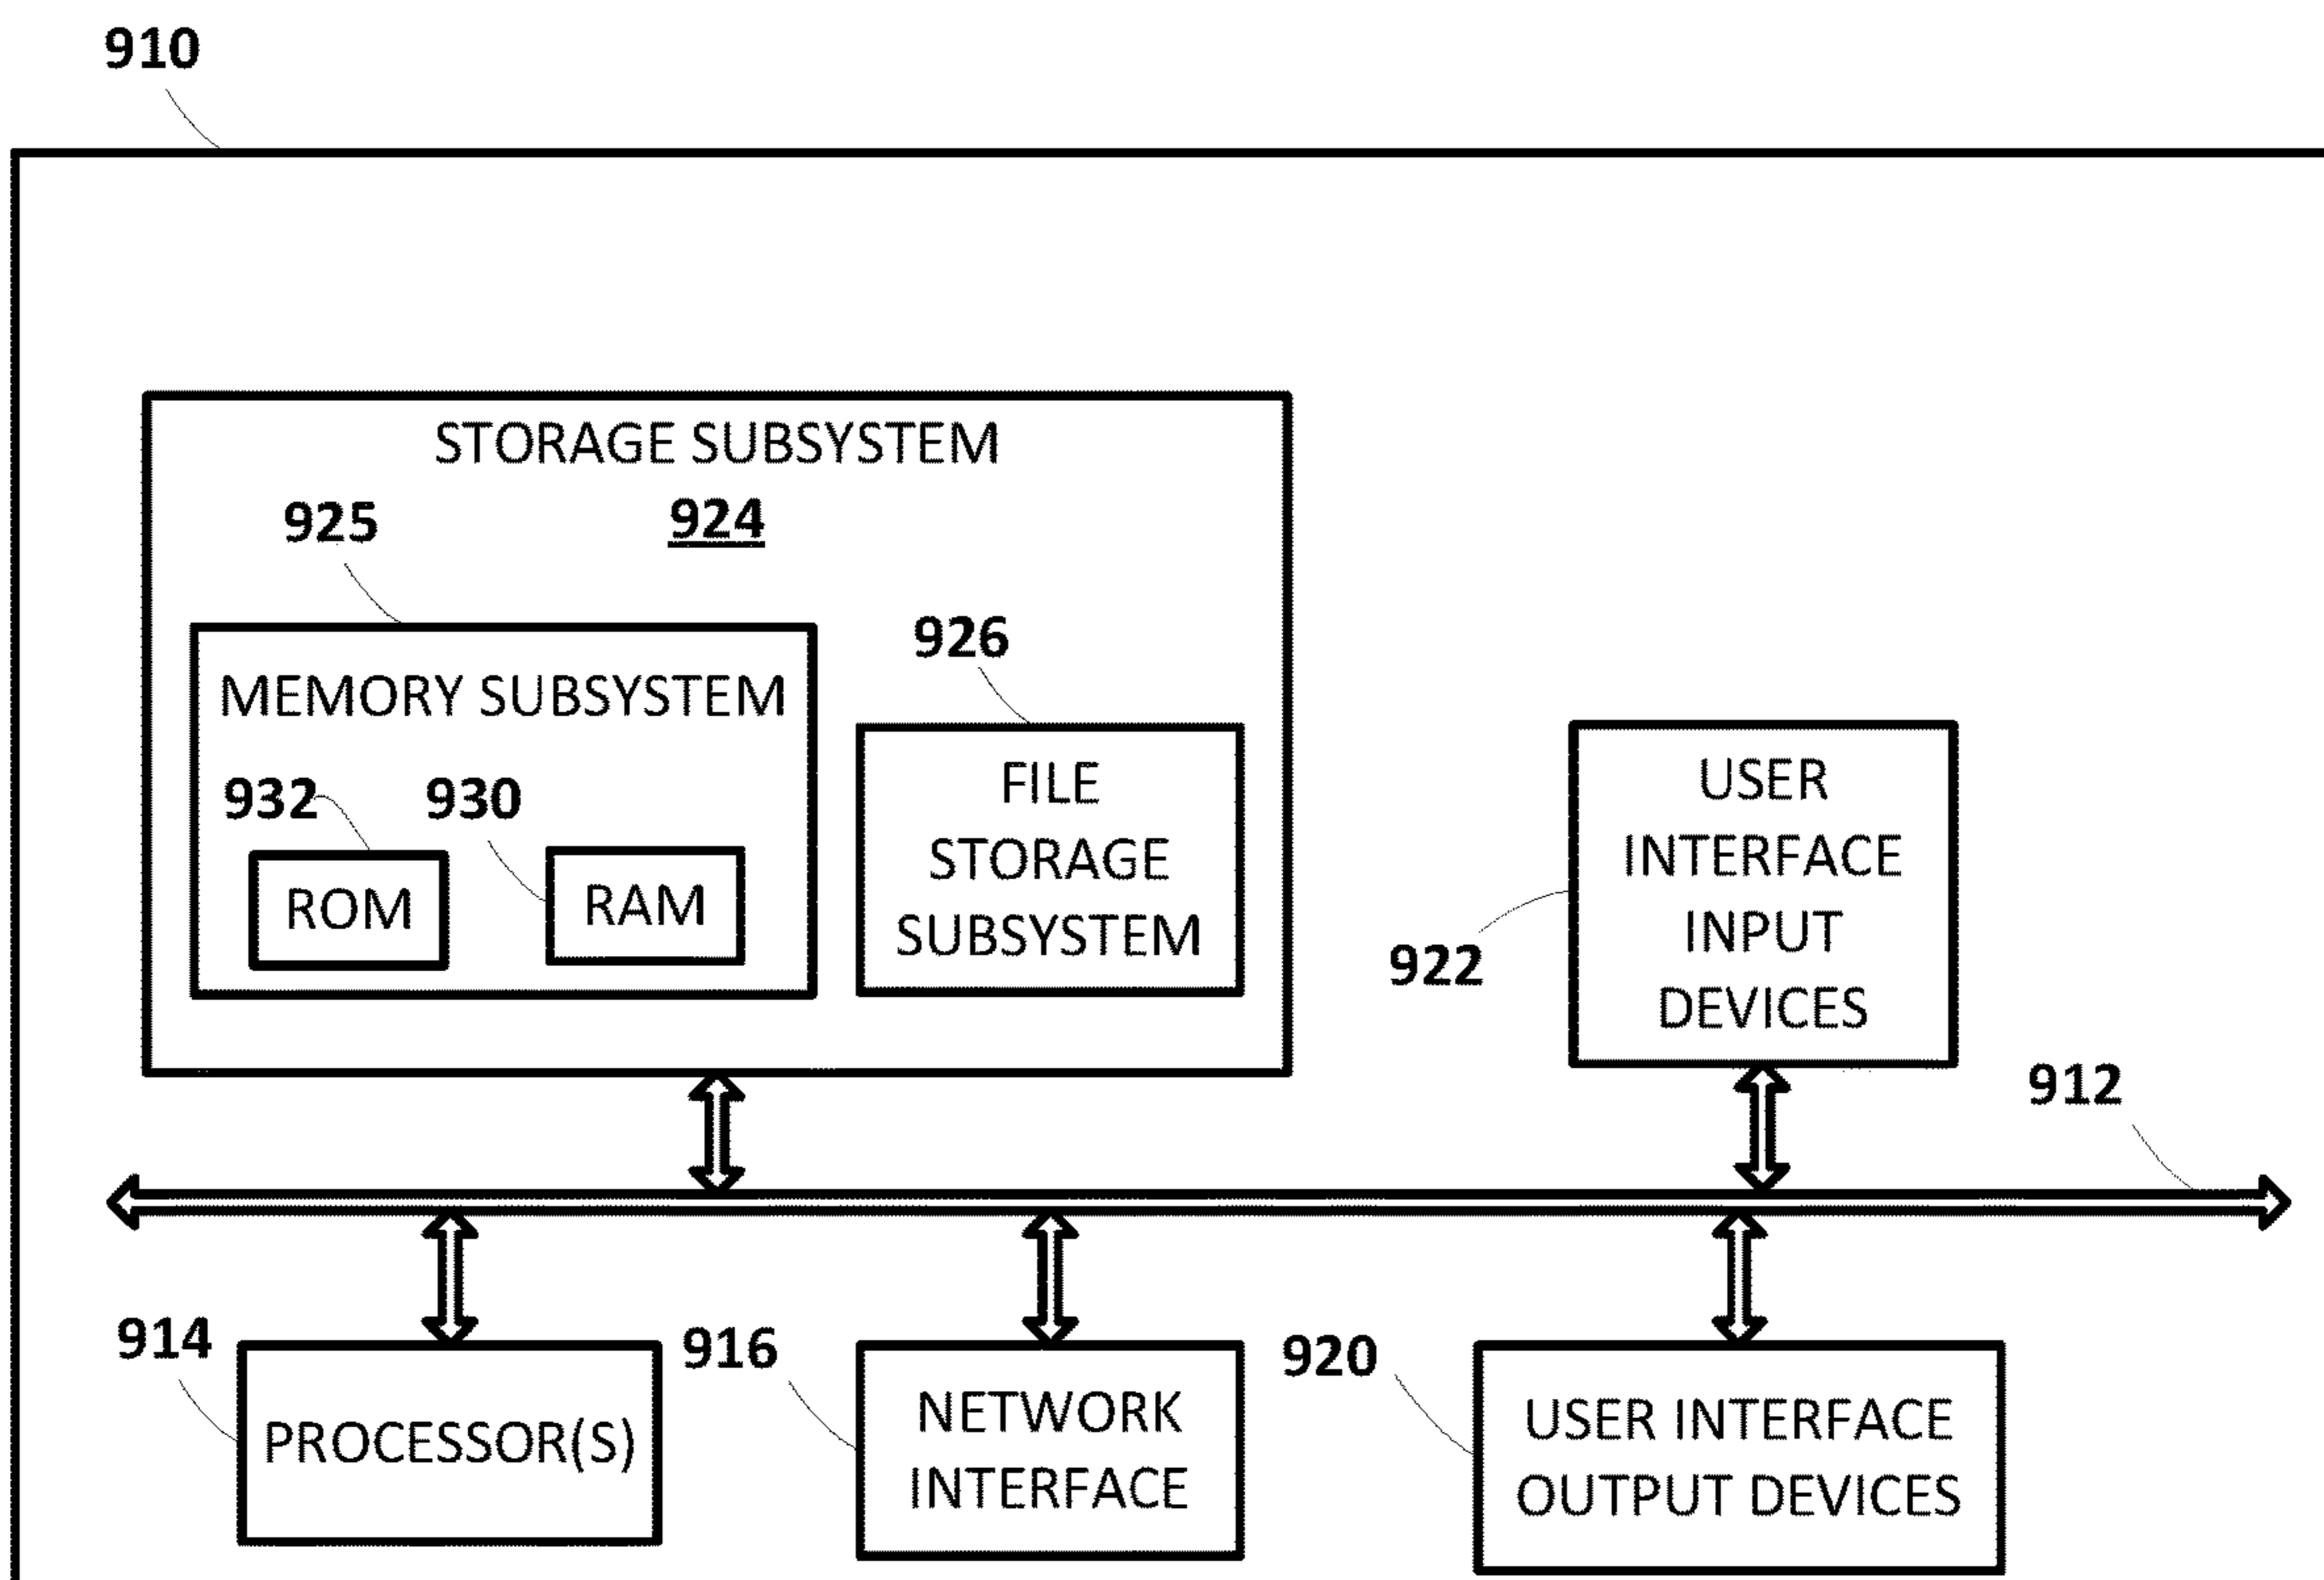 910
STORAGE SUBSYSTEM
924
925
MEMORY SUBSYSTEM
932
930
ROM
RAM
926
FILE
STORAGE
SUBSYSTEM
USER
INTERFACE
INPUT
DEVICES
922
912
914
PROCESSOR(S)
916
NETWORK
INTERFACE
920
USER INTERFACE
OUTPUT DEVICES